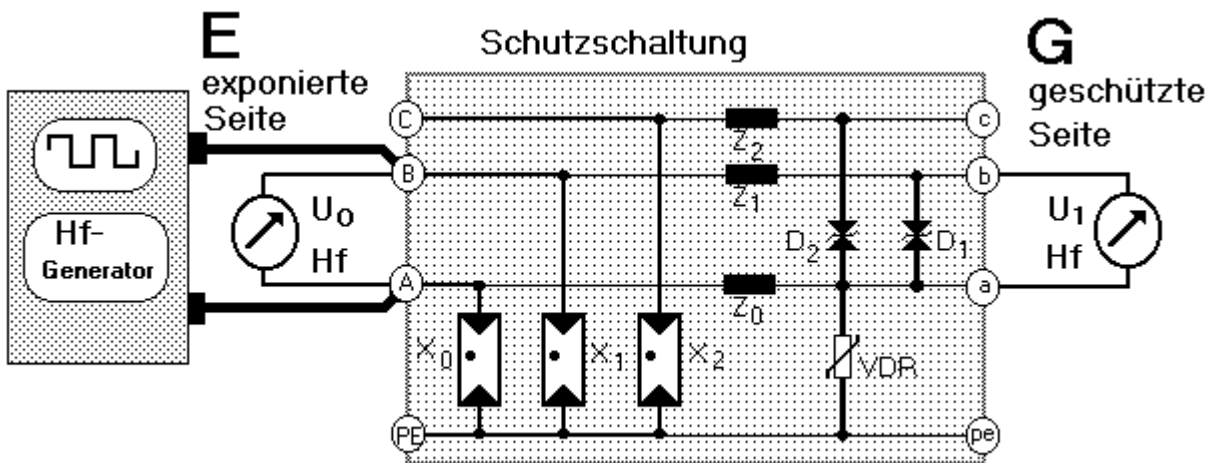 E
exponierte
Seite
Schutzschaltung
G
geschützte
Seite
C
c
Z2
B
b
Z1
U0
Hf
Hf-
Generator
D2
D1
U1
Hf
A
a
Z0
X0
X1
X2
VDR
PE
pe